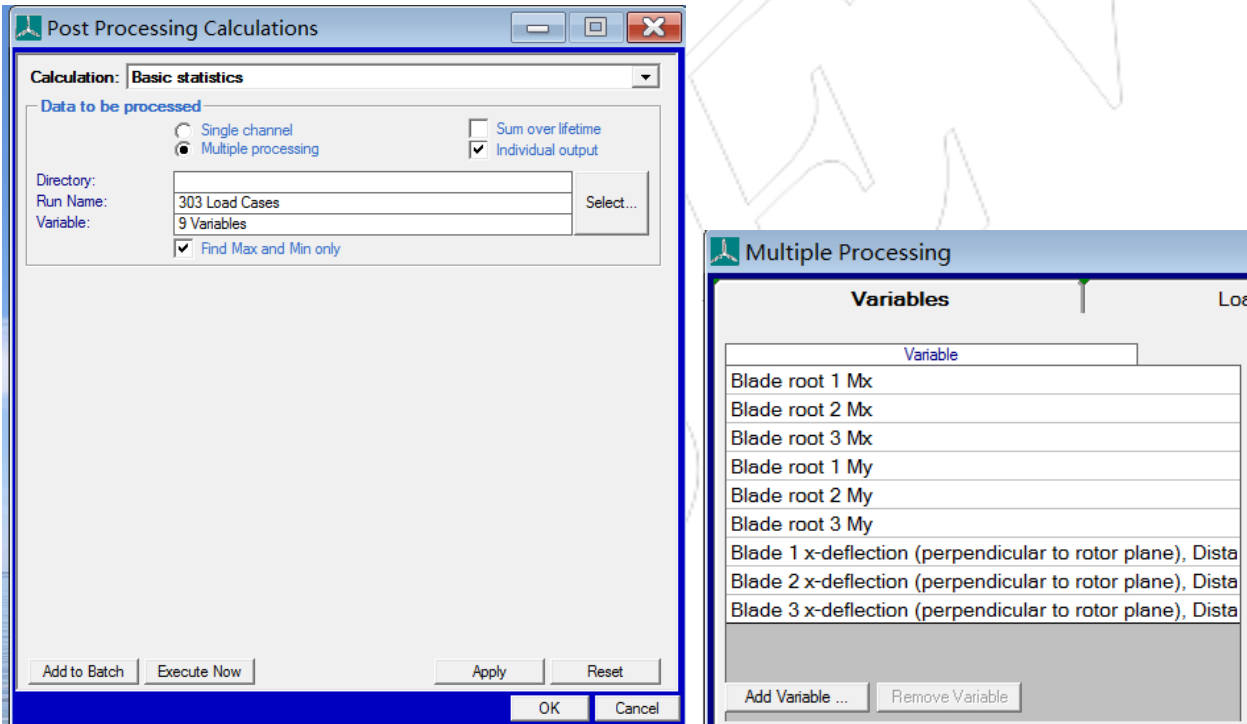 Post Processing Calculations
Calculation: Basic statistics
Data to be processed
Single channel
Sum over lifetime
Multiple processing
Individual output
Directory:
Run Name: 303 Load Cases
Select...
Variable: 9 Variables
Find Max and Min only
Add to Batch Execute Now Apply Reset
OK Cancel
Multiple Processing
Variables Loa
Variable
Blade root 1 Mx
Blade root 2 Mx
Blade root 3 Mx
Blade root 1 My
Blade root 2 My
Blade root 3 My
Blade 1 x-deflection (perpendicular to rotor plane), Dista
Blade 2 x-deflection (perpendicular to rotor plane), Dista
Blade 3 x-deflection (perpendicular to rotor plane), Dista
Add Variable ... Remove Variable